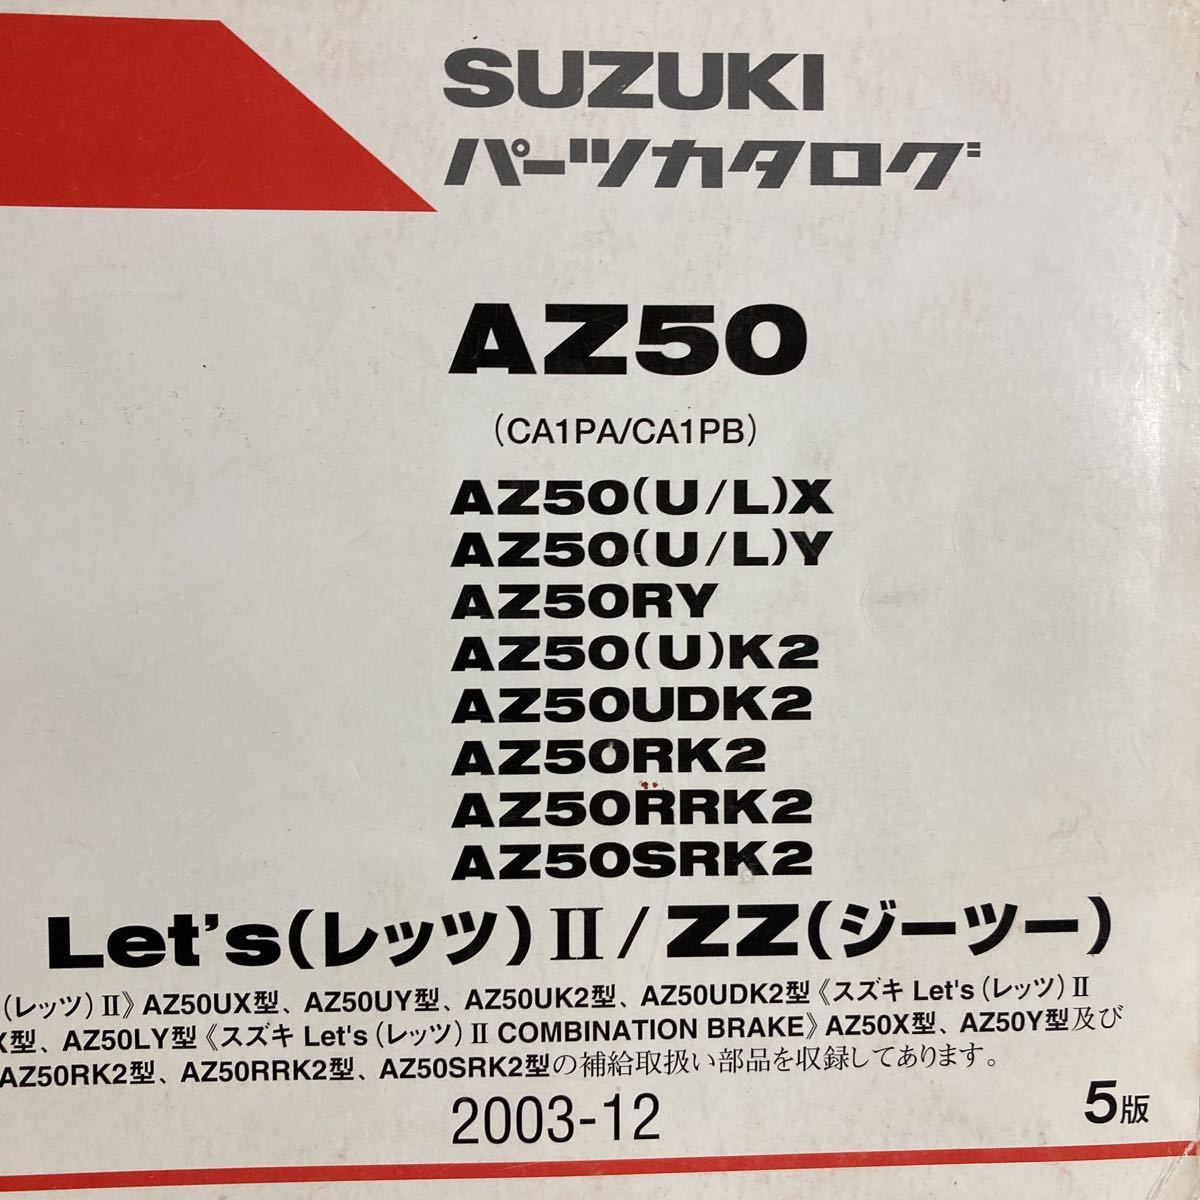 SUZUKI
パーツカタログ
AZ50
(CA1PA/CA1PB)
AZ50(U/L)X
AZ50(U/L)Y
AZ50RY
AZ50(U)K2
AZ50UDK2
AZ50RK2
AZ50RRK2
AZ50SRK2
Let's(レッツ)Ⅱ/ZZ(ジーツー)
(レッツ)Ⅱ》AZ50UX型、AZ50UY型、AZ50UK2型、AZ50UDK2型《スズキ Let's(レッツ)Ⅱ
X型、AZ50LY型《スズキ Let's(レッツ)Ⅱ COMBINATION BRAKE》AZ50X型、AZ50Y型及び
AZ50RK2型、AZ50RRK2型、AZ50SRK2型の補給取扱い部品を収録してあります。
2003-12
5版